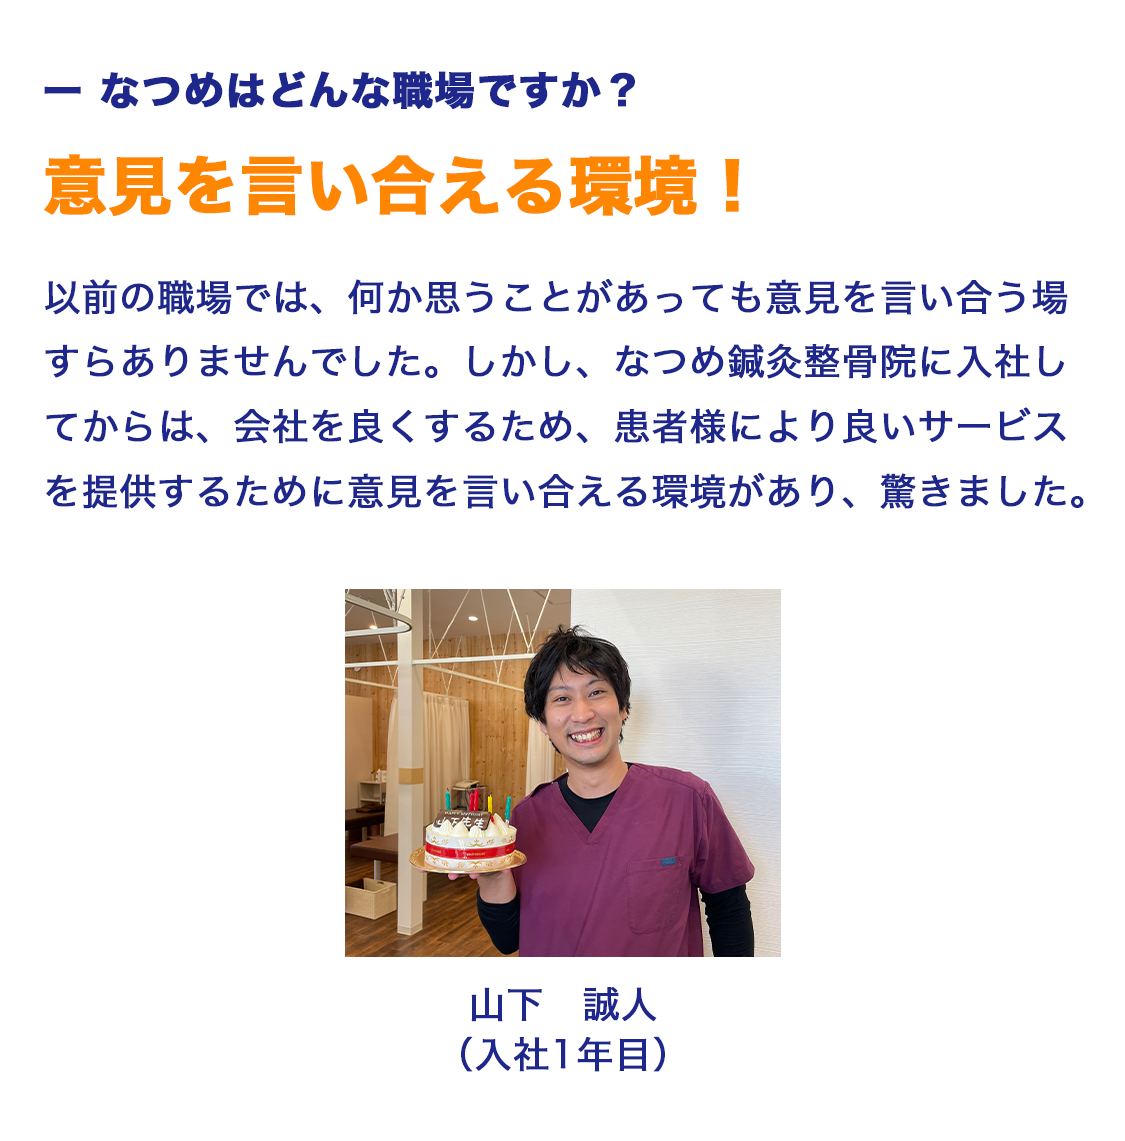 ー なつめはどんな職場ですか？
意見を言い合える環境！
以前の職場では、何か思うことがあっても意見を言い合う場
すらありませんでした。しかし、なつめ鍼灸整骨院に入社し
てからは、会社を良くするため、患者様により良いサービス
を提供するために意見を言い合える環境があり、驚きました。
HAPPY BIRTHDAY
山下先生
山下　誠人
（入社1年目）